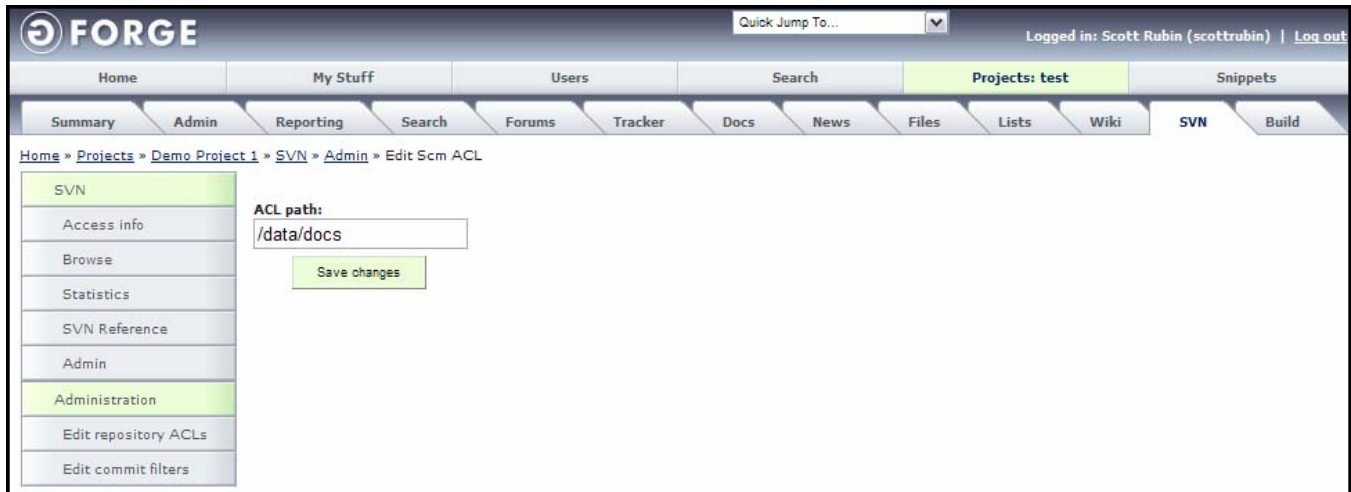 GFORGE
Quick Jump To...
Logged in: Scott Rubin (scottrubin) | Log out
Home My Stuff Users Search Projects: test Snippets
Summary Admin Reporting Search Forums Tracker Docs News Files Lists Wiki SVN Build
Home » Projects » Demo Project 1 » SVN » Admin » Edit Scm ACL
SVN
Access info
Browse
Statistics
SVN Reference
Admin
Administration
Edit repository ACLs
Edit commit filters
ACL path:
/data/docs
Save changes